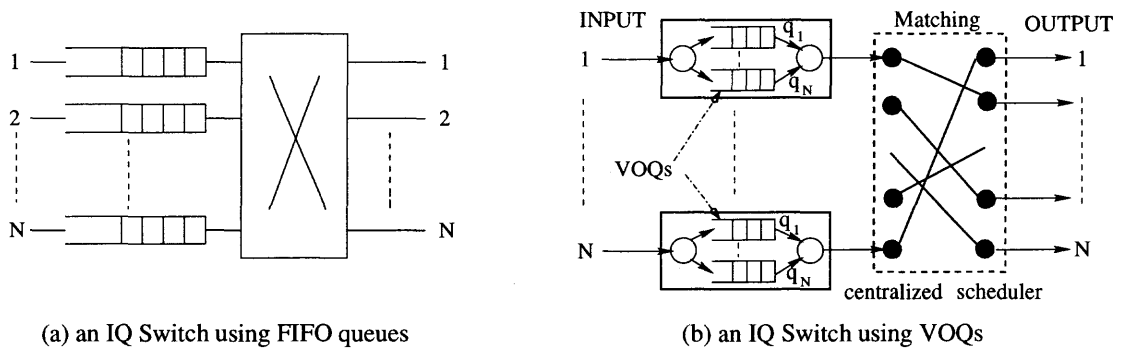 1
2
N
1
2
N
(a) an IQ Switch using FIFO queues
INPUT
Matching
OUTPUT
1
q1
qN
1
VOQs
N
q1
qN
N
centralized scheduler
(b) an IQ Switch using VOQs